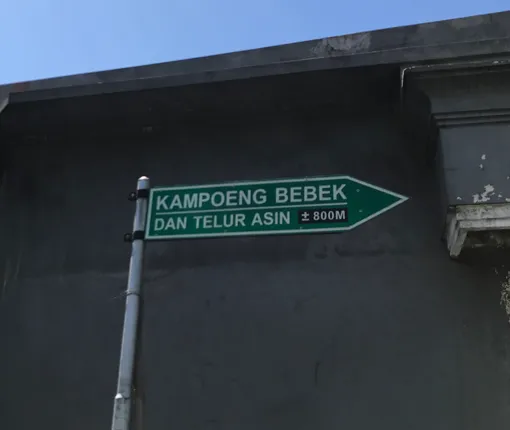 KAMPOENG BEBEK
DAN TELUR ASIN ± 800M